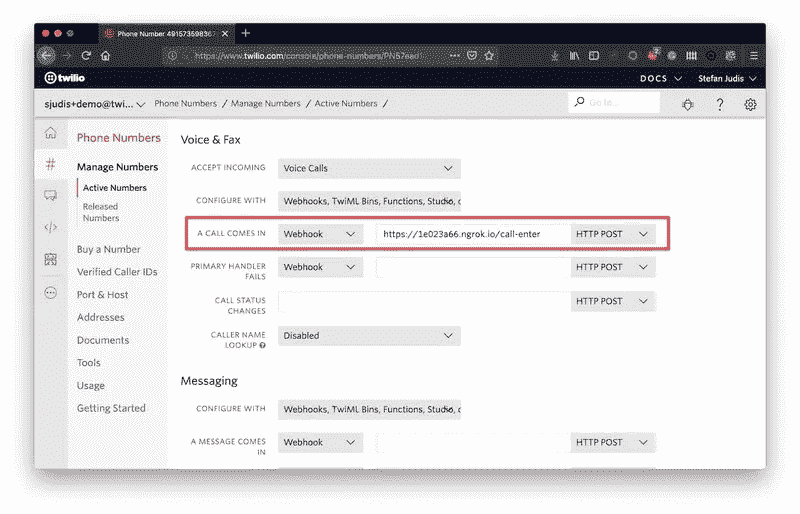 Phone Number 4915735983
https://www.twilio.com/console/phone-numbers/PN57ead
twilio
DOCS
Stefan Judis
sjudis+demo@twi...
Phone Numbers / Manage Numbers / Active Numbers /
Go to...
Phone Numbers
Manage Numbers
Active Numbers
Released
Numbers
Buy a Number
Verified Caller IDs
Port & Host
Addresses
Documents
Tools
Usage
Getting Started
Voice & Fax
ACCEPT INCOMING
Voice Calls
CONFIGURE WITH
Webhooks, TwiML Bins, Functions, Studio,
A CALL COMES IN
Webhook
https://1e023a66.ngrok.io/call-enter
HTTP POST
PRIMARY HANDLER
FAILS
Webhook
HTTP POST
CALL STATUS
CHANGES
HTTP POST
CALLER NAME
LOOKUP
Disabled
Messaging
CONFIGURE WITH
Webhooks, TwiML Bins, Functions, Studio,
A MESSAGE COMES
IN
Webhook
HTTP POST